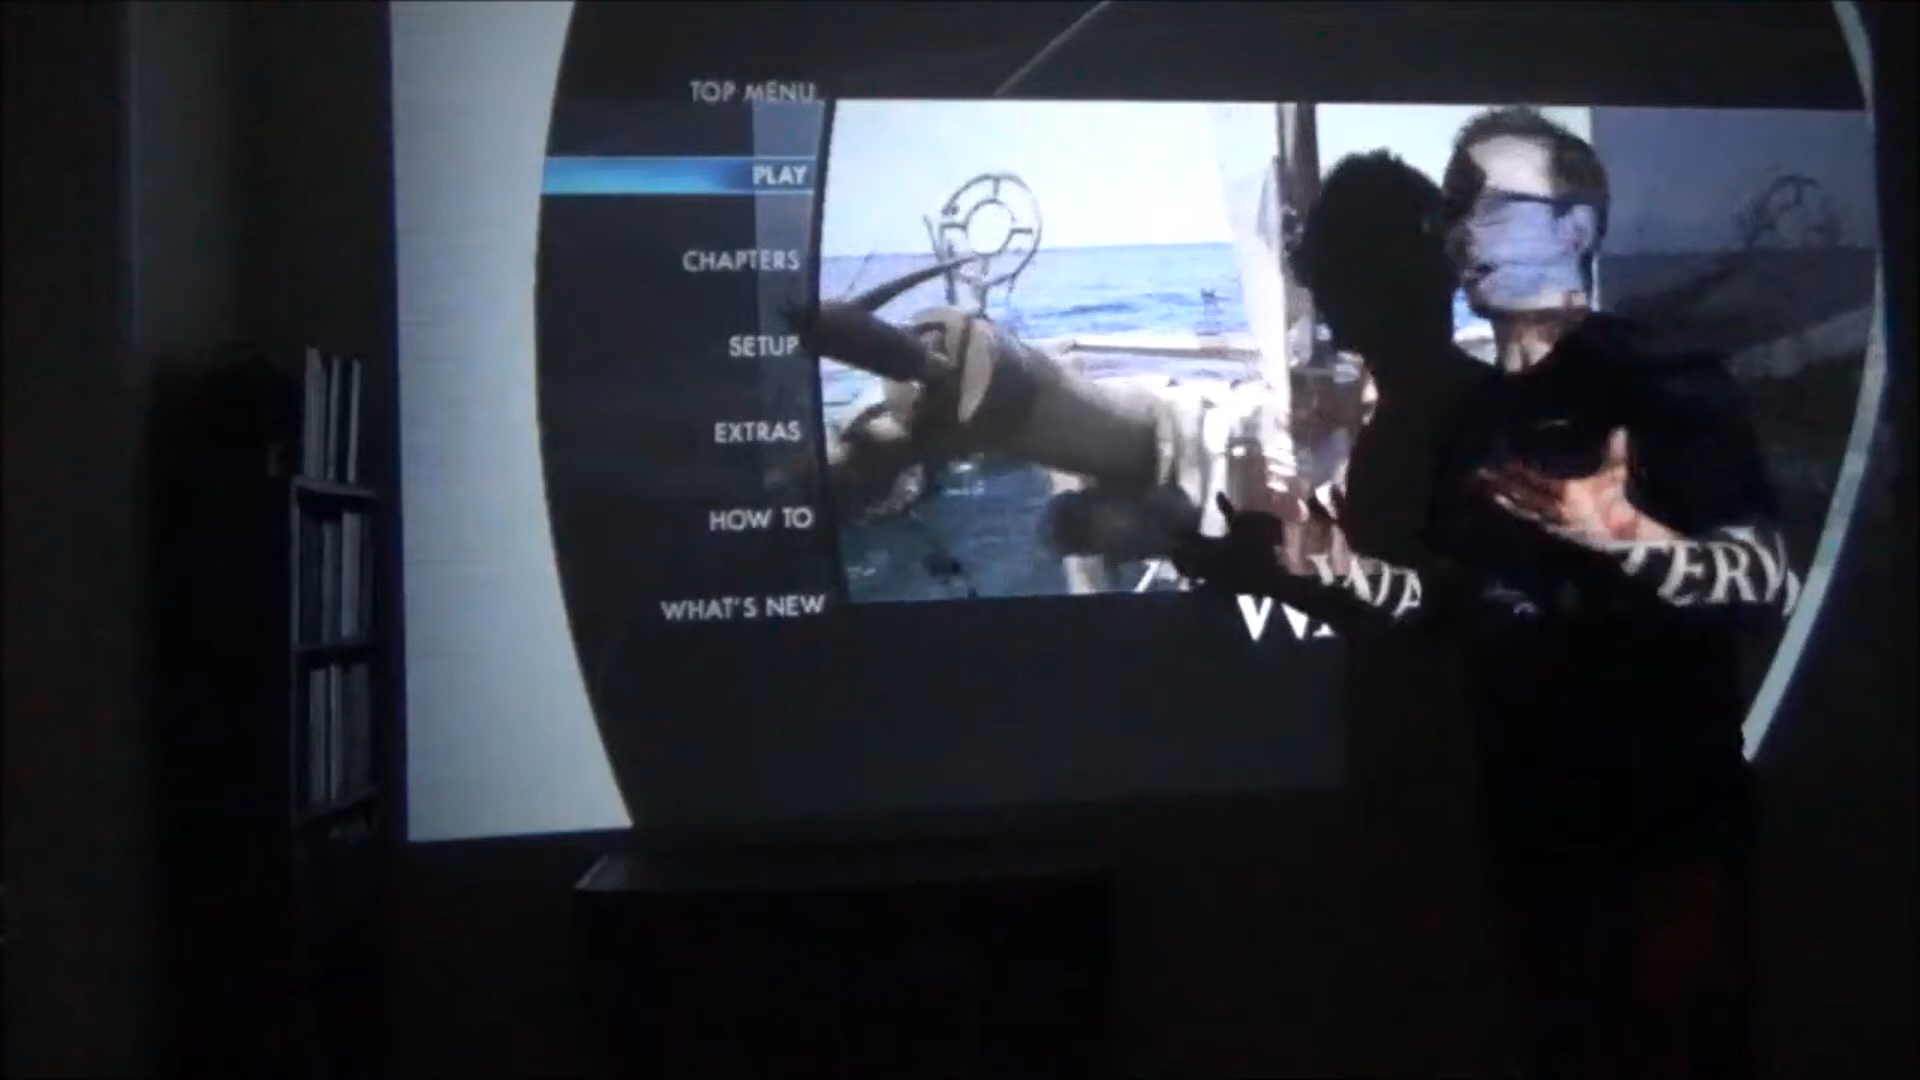 TOP MENU
PLAY
CHAPTERS
SETUP
EXTRAS
HOW TO
WHAT'S NEW